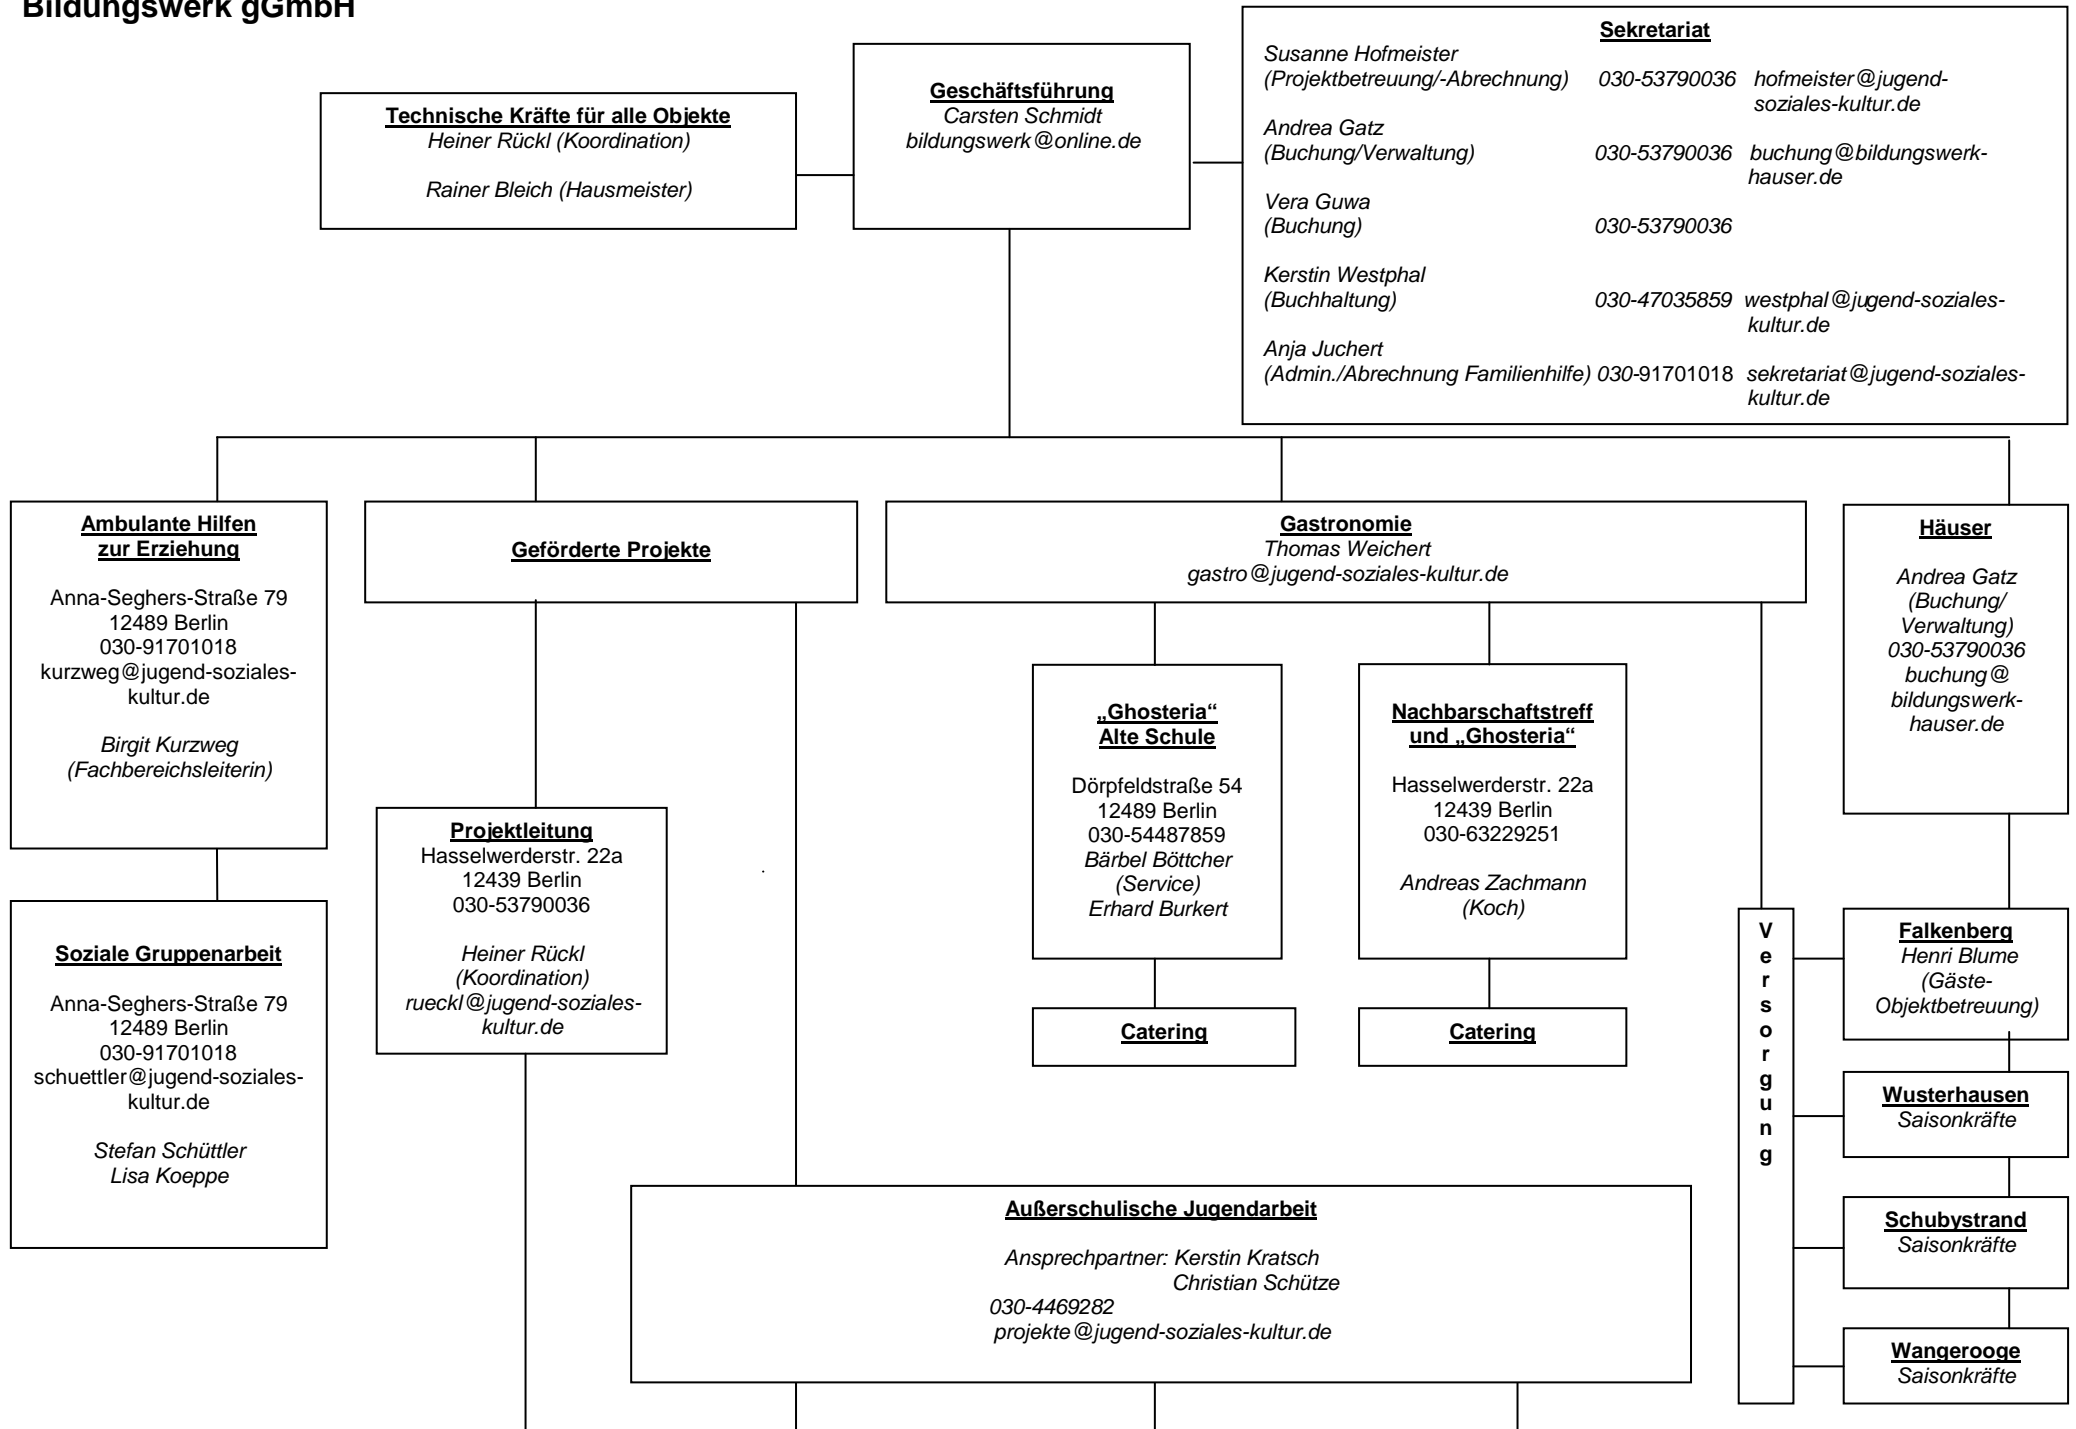 Bildungswerk gGmbH
Technische Kräfte für alle Objekte
Heiner Rückl (Koordination)
Rainer Bleich (Hausmeister)
Geschäftsführung
Carsten Schmidt
bildungswerk@online.de
Sekretariat
Susanne Hofmeister
(Projektbetreuung/-Abrechnung) 030-53790036 hofmeister@jugend-
soziales-kultur.de
Andrea Gatz
(Buchung/Verwaltung) 030-53790036 buchung@bildungswerk-
hauser.de
Vera Guwa
(Buchung) 030-53790036
Kerstin Westphal
(Buchhaltung) 030-47035859 westphal@jugend-soziales-
kultur.de
Anja Juchert
(Admin./Abrechnung Familienhilfe) 030-91701018 sekretariat@jugend-soziales-
kultur.de
Ambulante Hilfen
zur Erziehung
Anna-Seghers-Straße 79
12489 Berlin
030-91701018
kurzweg@jugend-soziales-
kultur.de
Birgit Kurzweg
(Fachbereichsleiterin)
Soziale Gruppenarbeit
Anna-Seghers-Straße 79
12489 Berlin
030-91701018
schuettler@jugend-soziales-
kultur.de
Stefan Schüttler
Lisa Koeppe
Geförderte Projekte
Projektleitung
Hasselwerderstr. 22a
12439 Berlin
030-53790036
Heiner Rückl
(Koordination)
rueckl@jugend-soziales-
kultur.de
Gastronomie
Thomas Weichert
gastro@jugend-soziales-kultur.de
„Ghosteria“
Alte Schule
Dörpfeldstraße 54
12489 Berlin
030-54487859
Bärbel Böttcher
(Service)
Erhard Burkert
Catering
Nachbarschaftstreff
und „Ghosteria“
Hasselwerderstr. 22a
12439 Berlin
030-63229251
Andreas Zachmann
(Koch)
Catering
Versorgung
Häuser
Andrea Gatz
(Buchung/
Verwaltung)
030-53790036
buchung@
bildungswerk-
hauser.de
Falkenberg
Henri Blume
(Gäste-
Objektbetreuung)
Wusterhausen
Saisonkräfte
Schubystrand
Saisonkräfte
Wangerooge
Saisonkräfte
Außerschulische Jugendarbeit
Ansprechpartner: Kerstin Kratsch
Christian Schütze
030-4469282
projekte@jugend-soziales-kultur.de